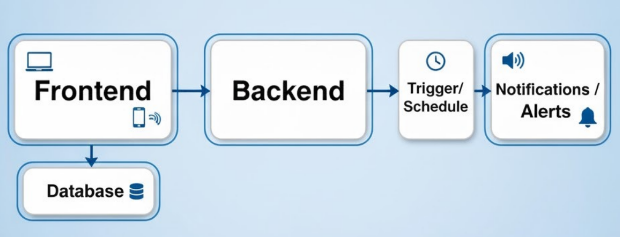 Frontend
Backend
Trigger/
Schedule
Notifications /
Alerts
Database